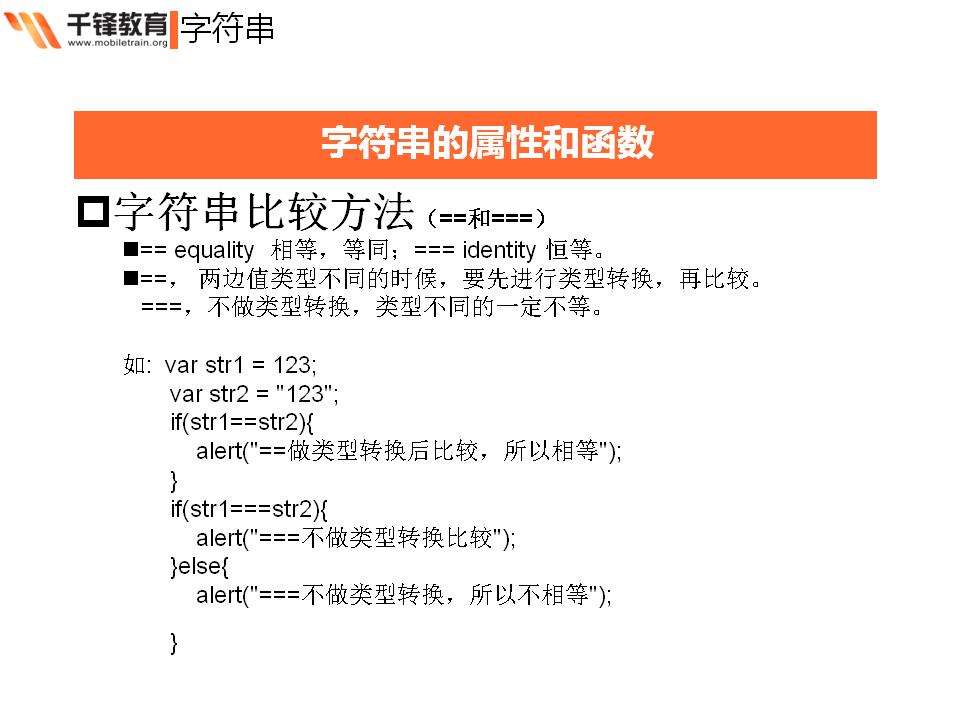 千锋教育
www.mobiletrain.org
字符串
字符串的属性和函数
字符串比较方法（==和===）
== equality 相等，等同；=== identity 恒等。
==， 两边值类型不同的时候，要先进行类型转换，再比较。
===，不做类型转换，类型不同的一定不等。
如: var str1 = 123;
var str2 = "123";
if(str1==str2){
alert("==做类型转换后比较，所以相等");
}
if(str1===str2){
alert("===不做类型转换比较");
}else{
alert("===不做类型转换，所以不相等");
}